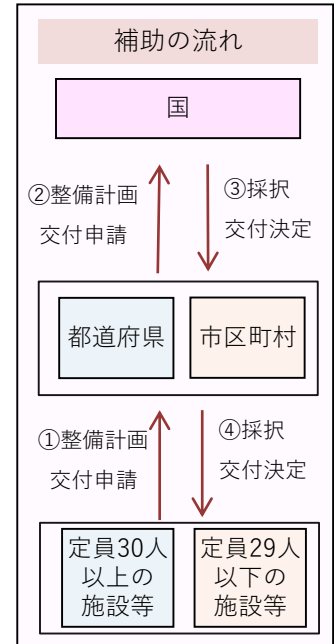 補助の流れ
国
②整備計画
交付申請
③採択
交付決定
都道府県
市区町村
①整備計画
交付申請
④採択
交付決定
定員30人
以上の
施設等
定員29人
以下の
施設等